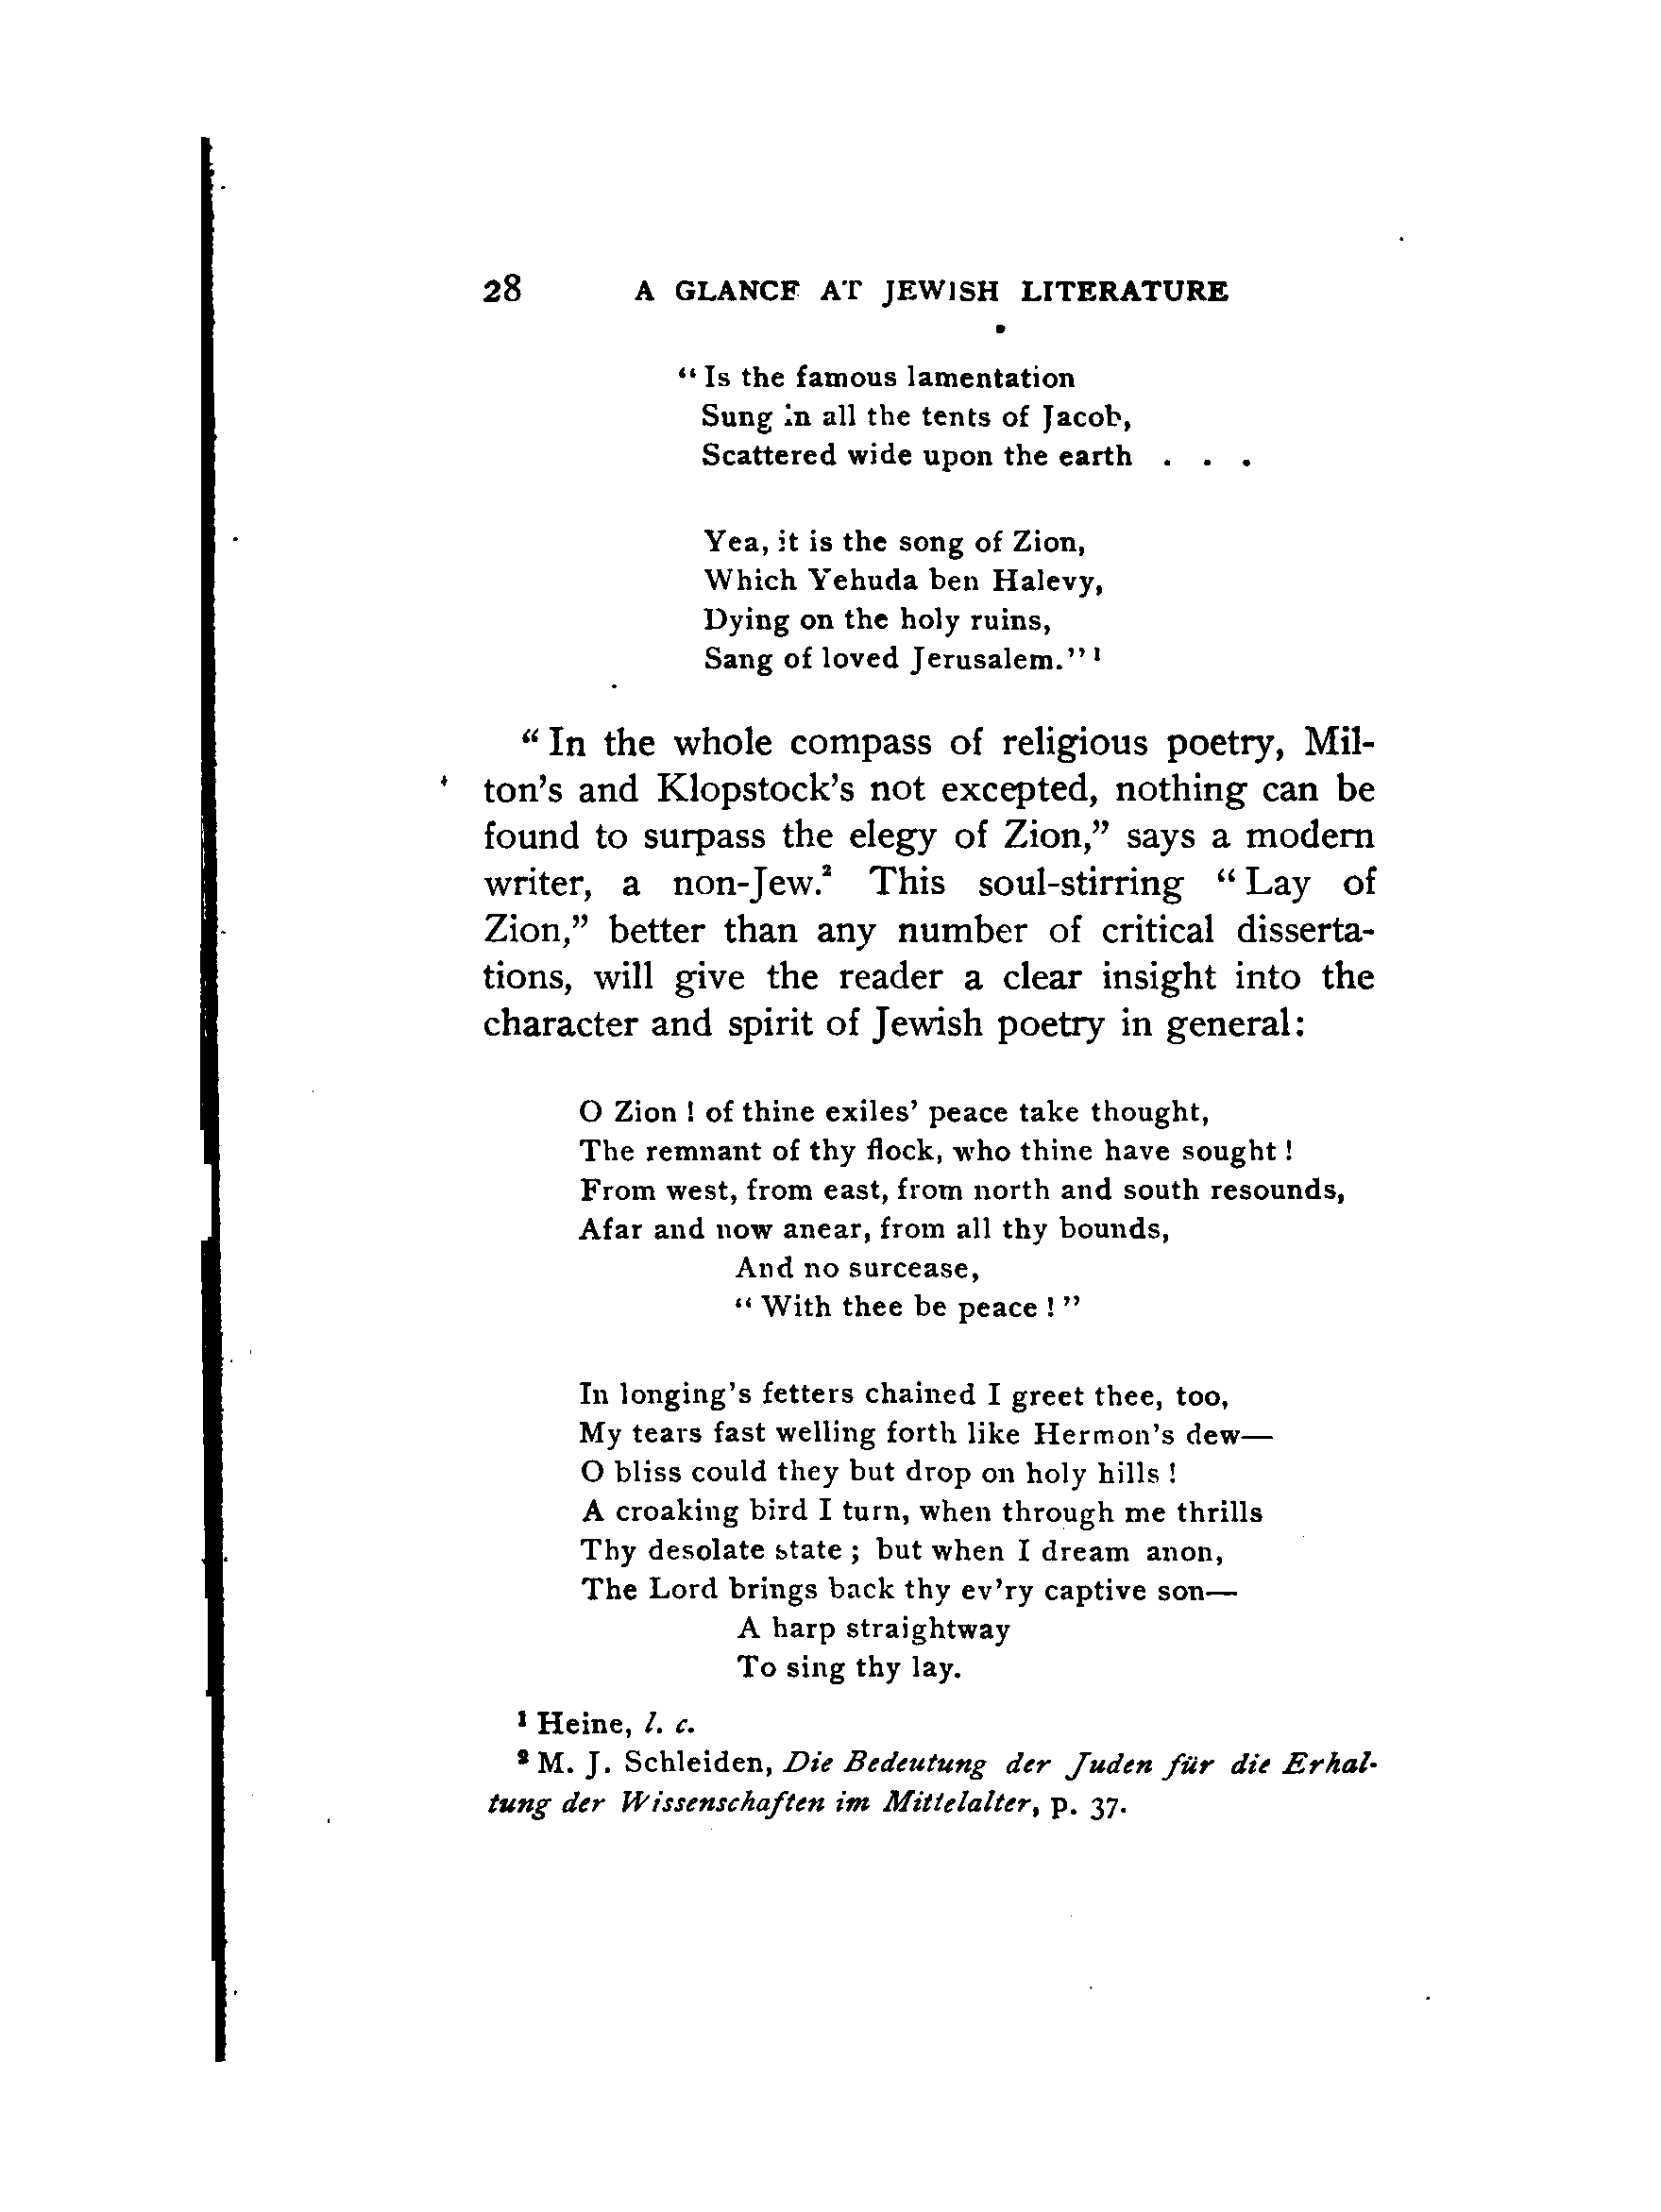 28 A GLANCE AT JEWISH LITERATURE
“ Is the famous lamentation
Sung in all the tents of Jacob,
Scattered wide upon the earth . . .
Yea, it is the song of Zion,
Which Yehuda ben Halevy,
Dying on the holy ruins,
Sang of loved Jerusalem.” ¹
“ In the whole compass of religious poetry, Mil-
ton’s and Klopstock’s not excepted, nothing can be
found to surpass the elegy of Zion,” says a modern
writer, a non-Jew.² This soul-stirring “ Lay of
Zion,” better than any number of critical disserta-
tions, will give the reader a clear insight into the
character and spirit of Jewish poetry in general:
O Zion ! of thine exiles’ peace take thought,
The remnant of thy flock, who thine have sought !
From west, from east, from north and south resounds,
Afar and now anear, from all thy bounds,
And no surcease,
“ With thee be peace ! ”
In longing’s fetters chained I greet thee, too,
My tears fast welling forth like Hermon’s dew—
O bliss could they but drop on holy hills !
A croaking bird I turn, when through me thrills
Thy desolate state ; but when I dream anon,
The Lord brings back thy ev’ry captive son—
A harp straightway
To sing thy lay.
¹ Heine, l. c.
² M. J. Schleiden, Die Bedeutung der Juden für die Erhal-
tung der Wissenschaften im Mittelalter, p. 37.